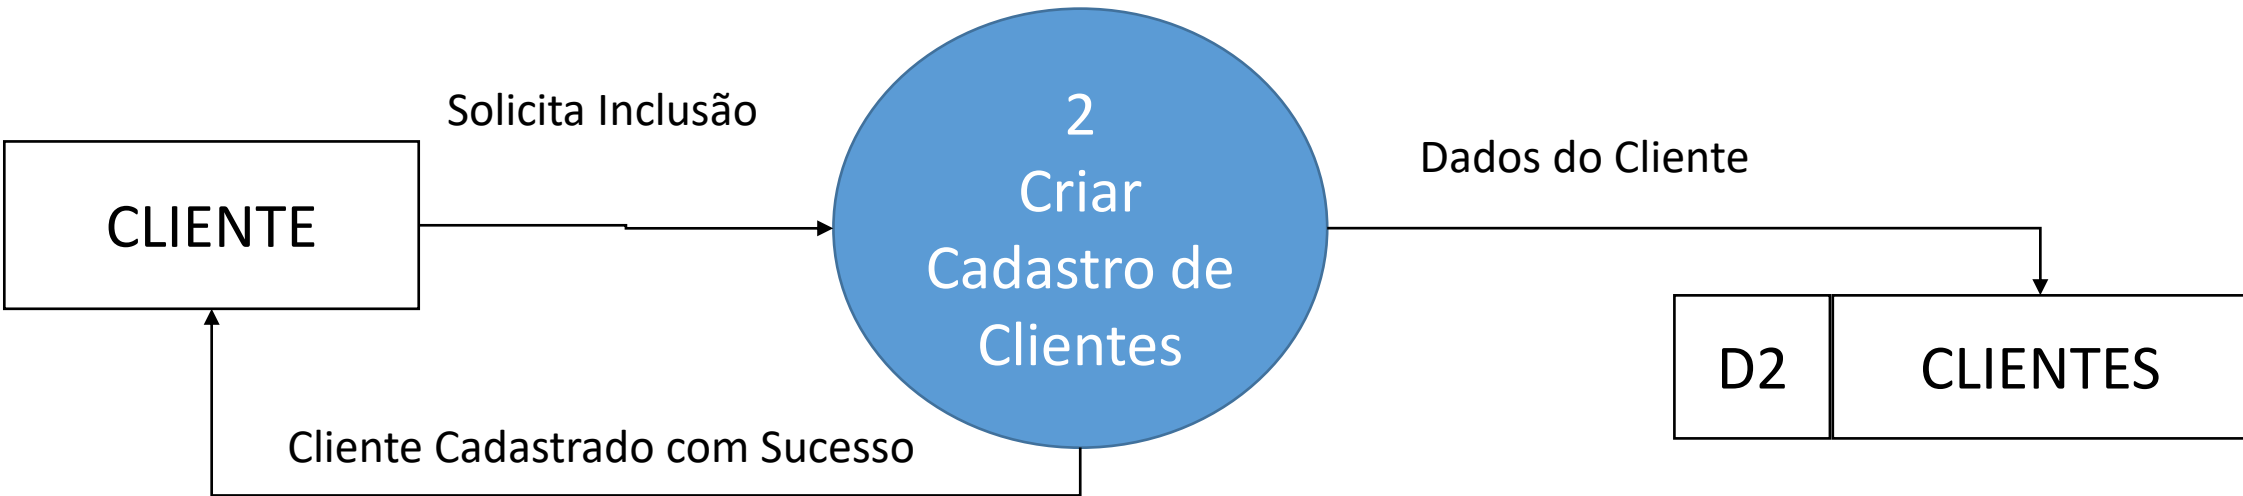 Solicita Inclusão
CLIENTE
2
Criar
Cadastro de
Clientes
Dados do Cliente
D2
CLIENTES
Cliente Cadastrado com Sucesso